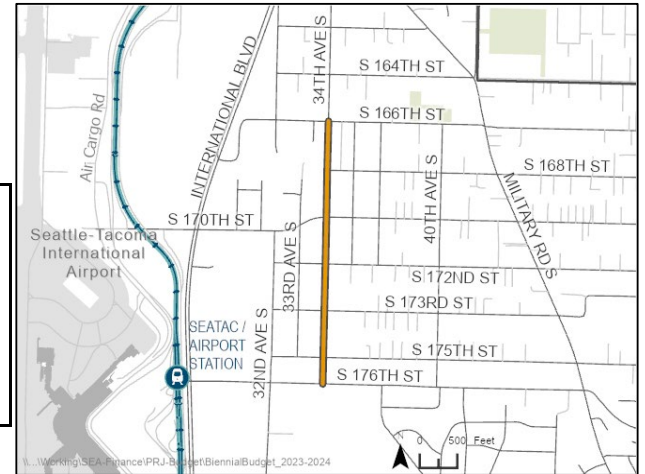 34TH AVE S
S 164TH ST
INTERNATIONAL BLVD
S 166TH ST
Air Cargo Rd
S 168TH ST
40TH AVE S
MILITARY RD S
S 170TH ST
Seattle-Tacoma
International
Airport
33RD AVE S
S 172ND ST
S 173RD ST
SEATAC /
AIRPORT
STATION
32ND AVE S
S 175TH ST
S 176TH ST
N
0 500 Feet
\\...\Working\SEA-Finance\PRJ-Budget\BiennialBudget_2023-2024